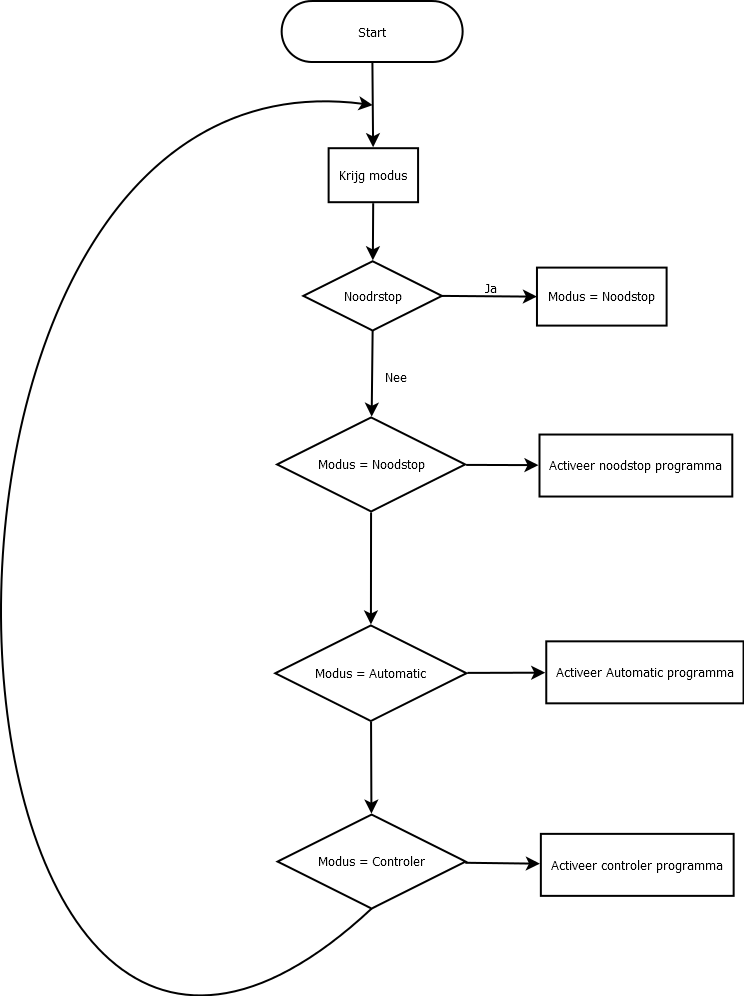 Start
Krijg modus
Noodrstop
Ja
Modus = Noodstop
Nee
Modus = Noodstop
Activeer noodstop programma
Modus = Automatic
Activeer Automatic programma
Modus = Controler
Activeer controler programma